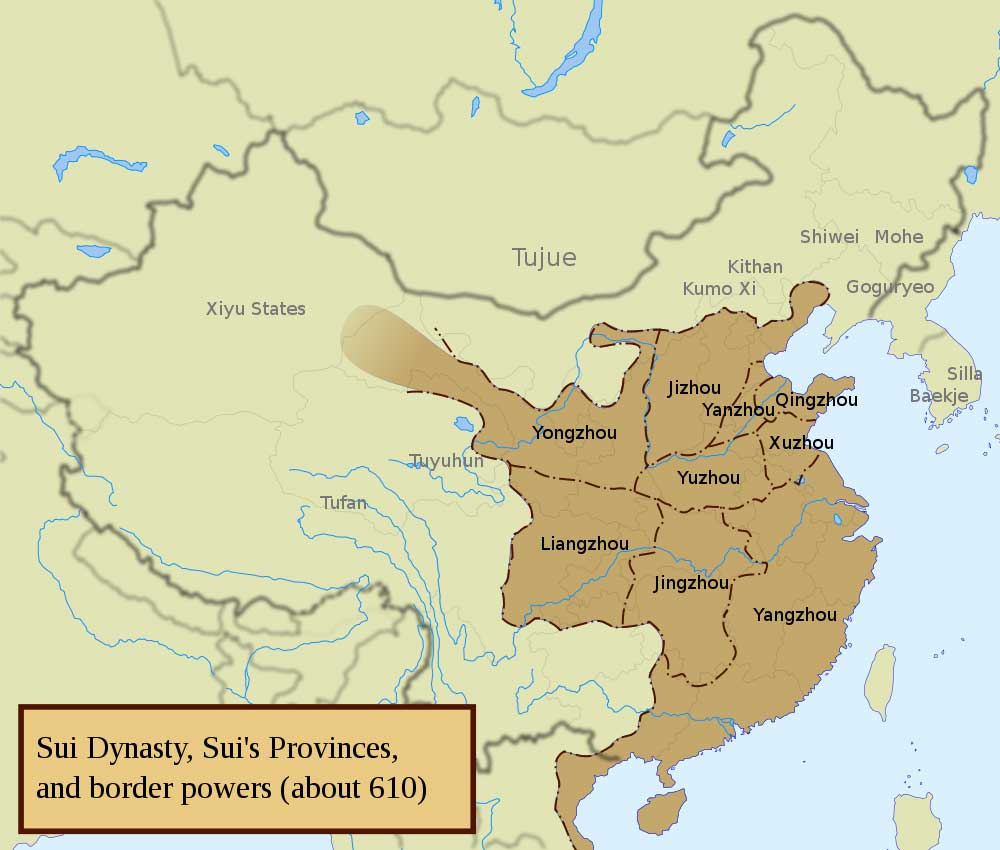 Shiwei Mohe
Tujue
Kithan
Kumo Xi
Goguryeo
Xiyu States
Silla
Baekje
Jizhou
Qingzhou
Yanzhou
Yongzhou
Xuzhou
Tuyuhun
Yuzhou
Tufan
Liangzhou
Jingzhou
Yangzhou
Sui Dynasty, Sui's Provinces,
and border powers (about 610)